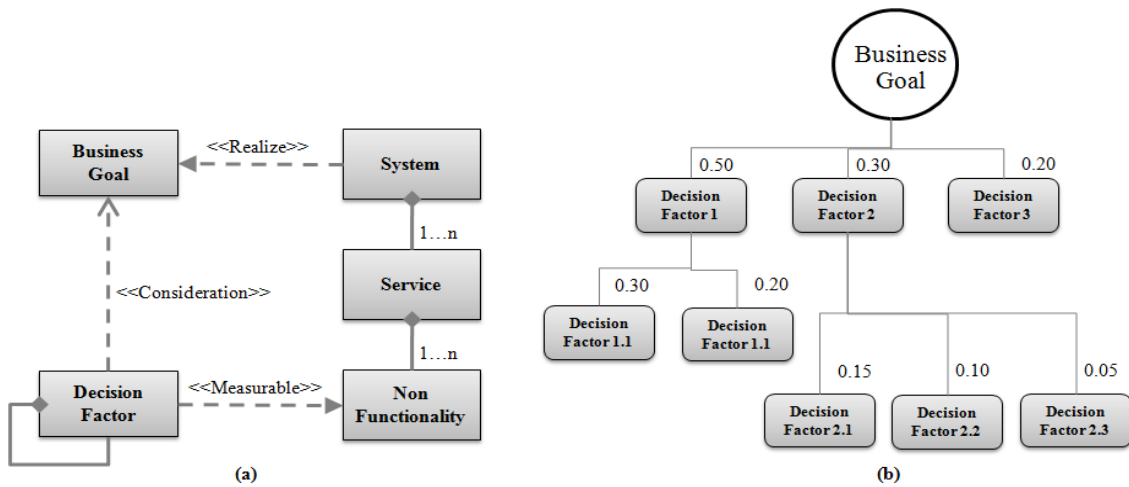 Business
Goal
<<Realize>>
System
1...n
<<Consideration>>
Service
1...n
Decision
Factor
<<Measurable>>
Non
Functionality
(a)
Business
Goal
0.50
0.30
0.20
Decision
Factor 1
Decision
Factor 2
Decision
Factor 3
0.30
0.20
Decision
Factor 1.1
Decision
Factor 1.1
0.15
0.10
0.05
Decision
Factor 2.1
Decision
Factor 2.2
Decision
Factor 2.3
(b)